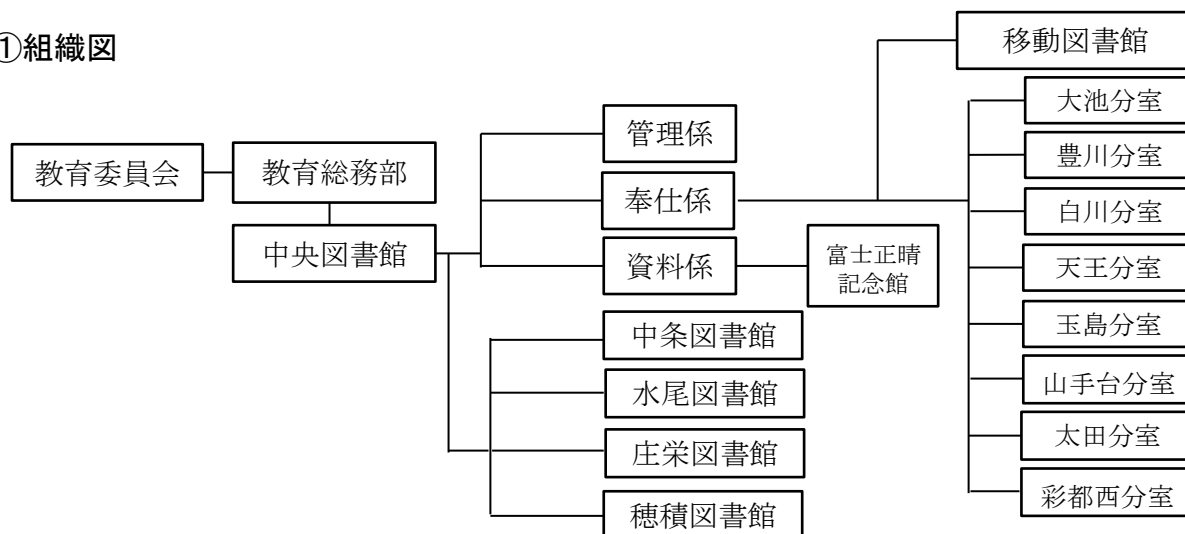 ①組織図
移動図書館
大池分室
管理係
豊川分室
教育委員会
教育総務部
奉仕係
白川分室
中央図書館
資料係
富士正晴
記念館
天王分室
中条図書館
玉島分室
水尾図書館
山手台分室
庄栄図書館
太田分室
穂積図書館
彩都西分室